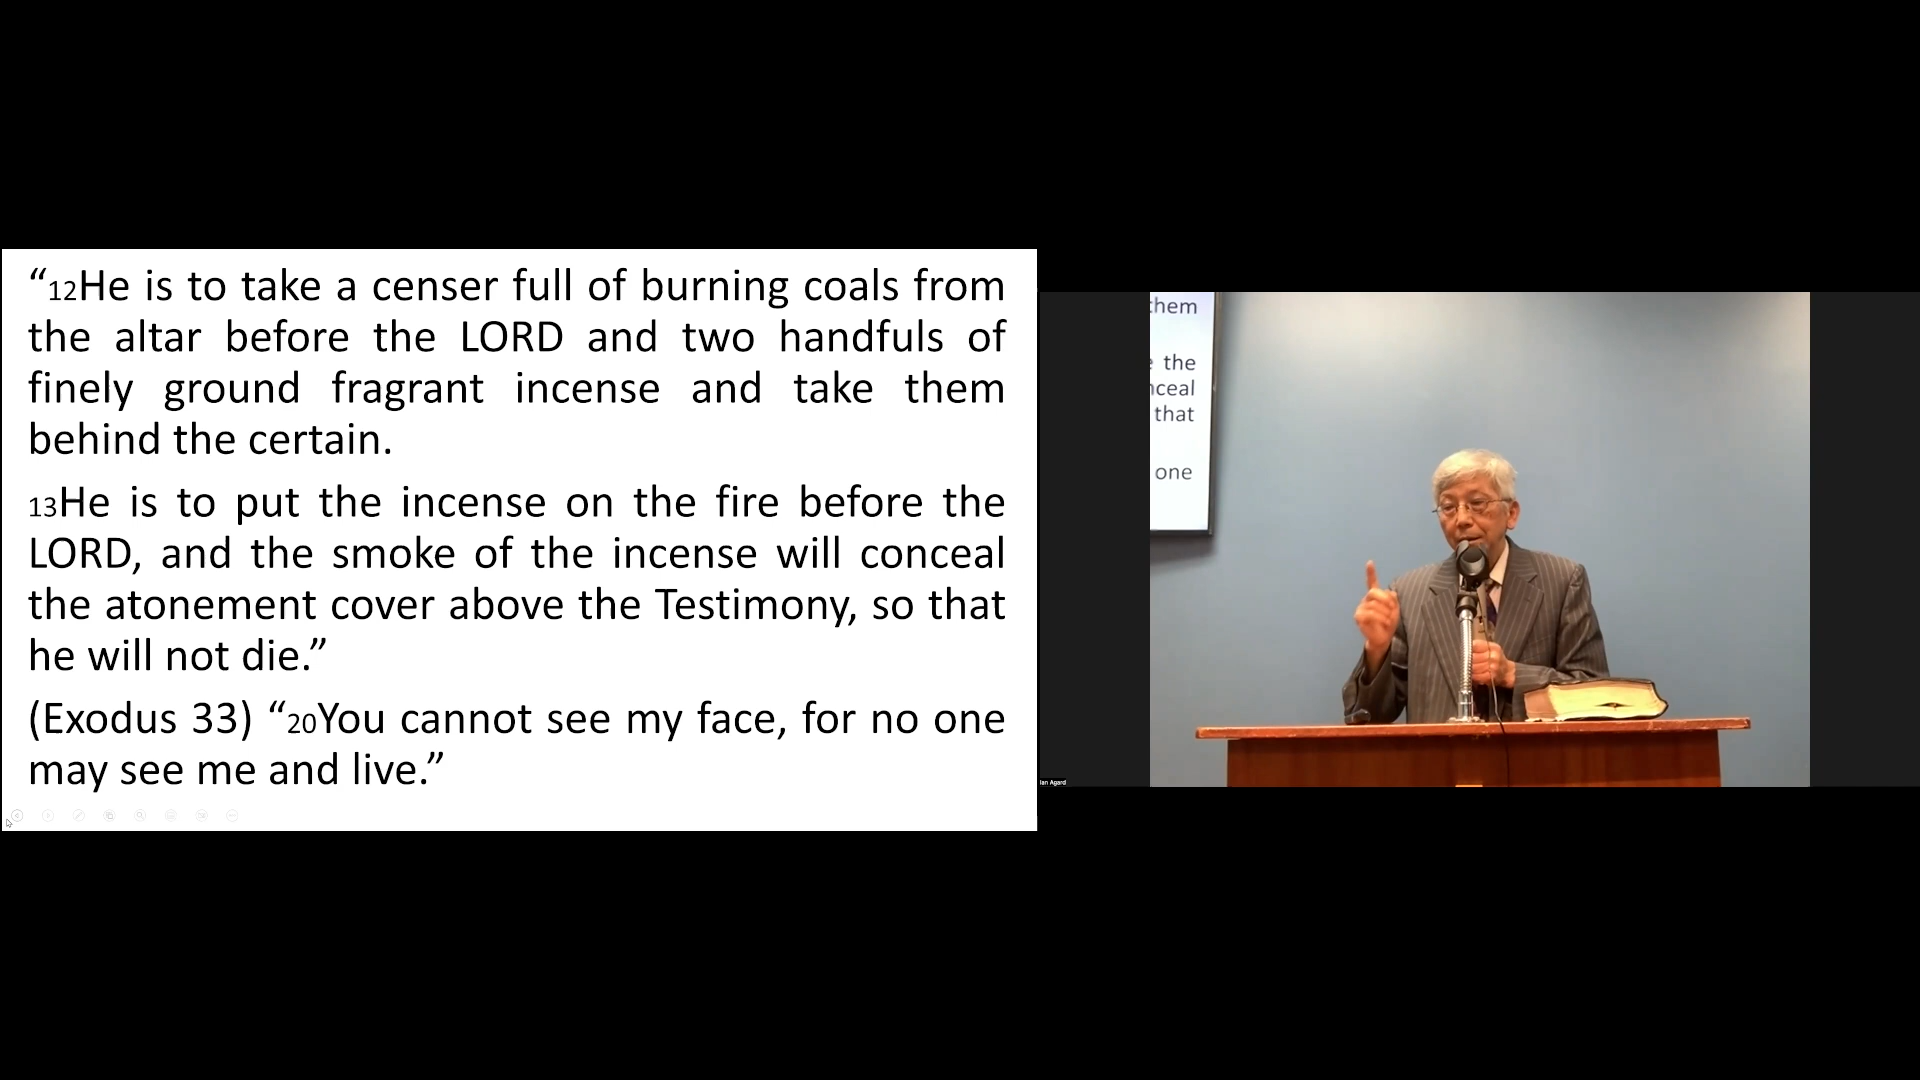 “12He is to take a censer full of burning coals from
the altar before the LORD and two handfuls of
finely ground fragrant incense and take them
behind the certain.
13He is to put the incense on the fire before the
LORD, and the smoke of the incense will conceal
the atonement cover above the Testimony, so that
he will not die.”
(Exodus 33) “20You cannot see my face, for no one
may see me and live.”
them
the
that
one
Ian Agard